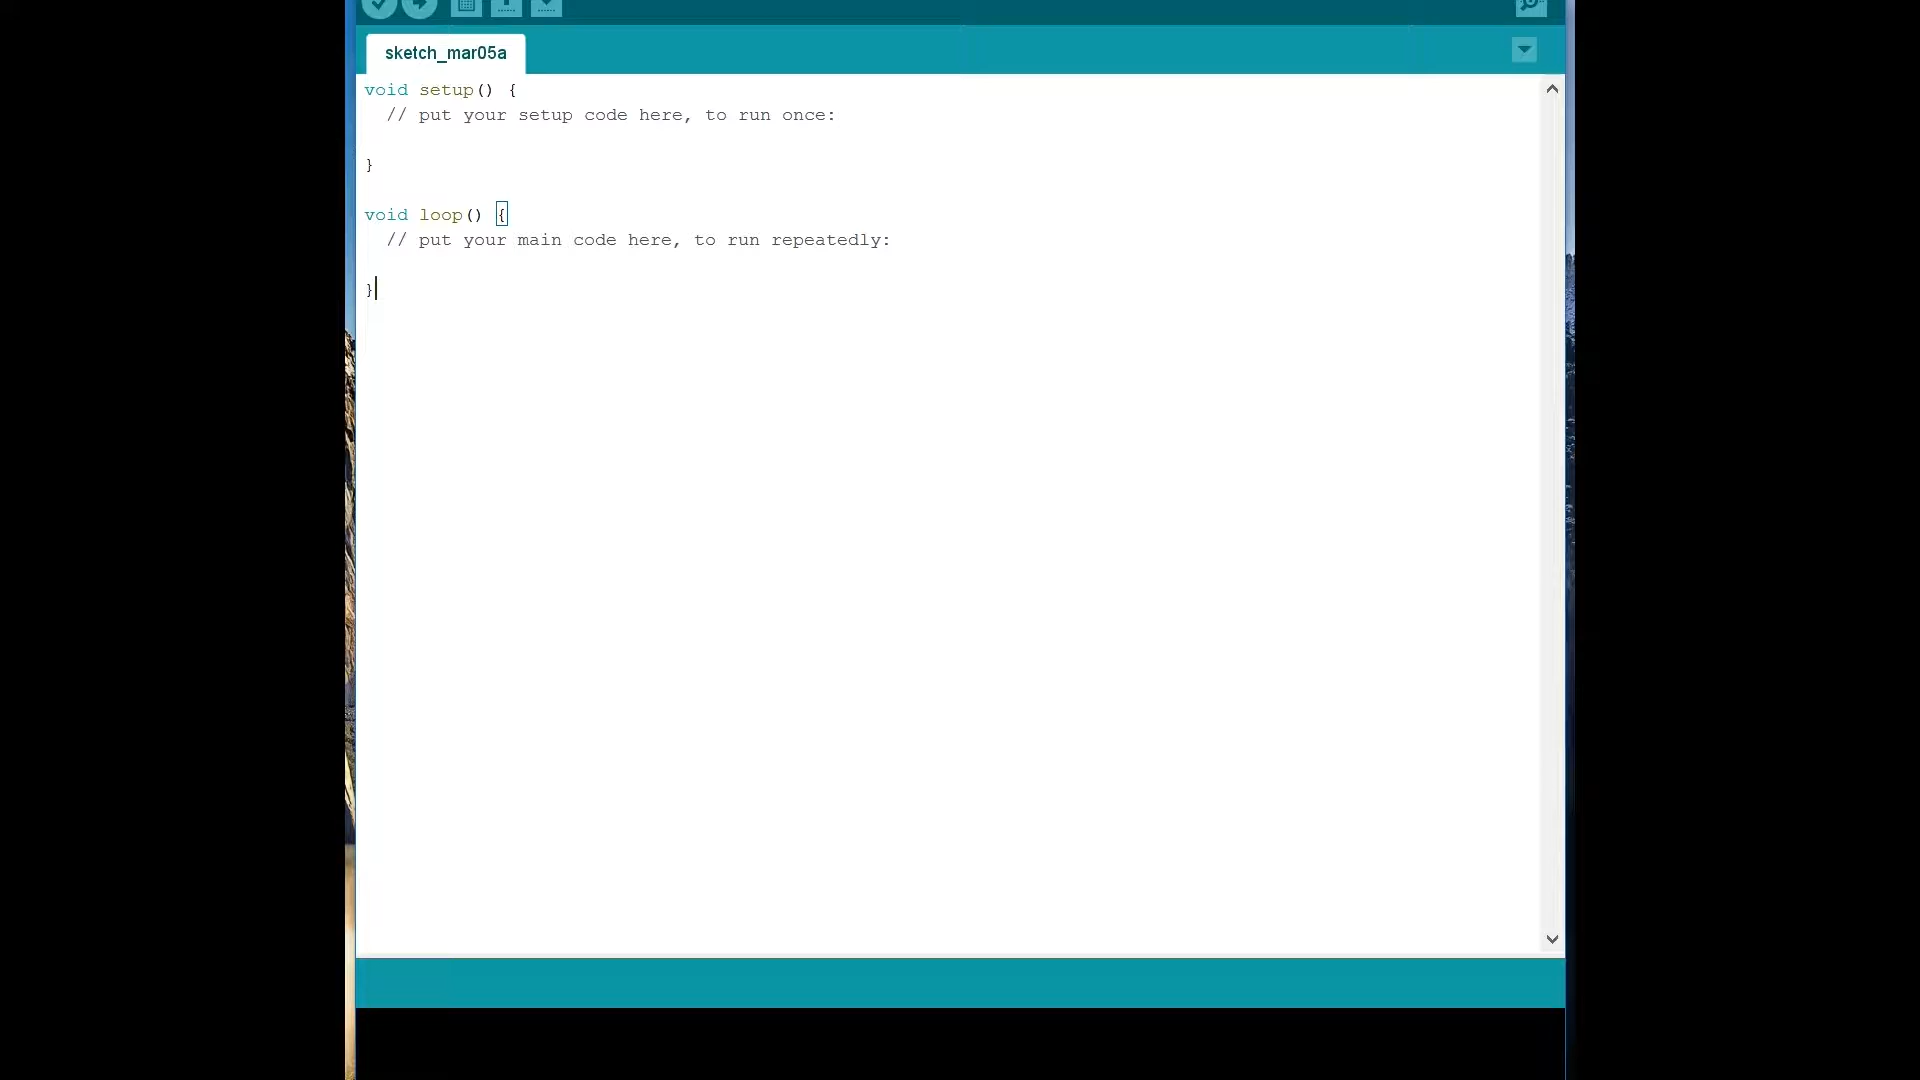 sketch_mar05a
void setup() {
  // put your setup code here, to run once:
}
void loop() {
  // put your main code here, to run repeatedly:
}